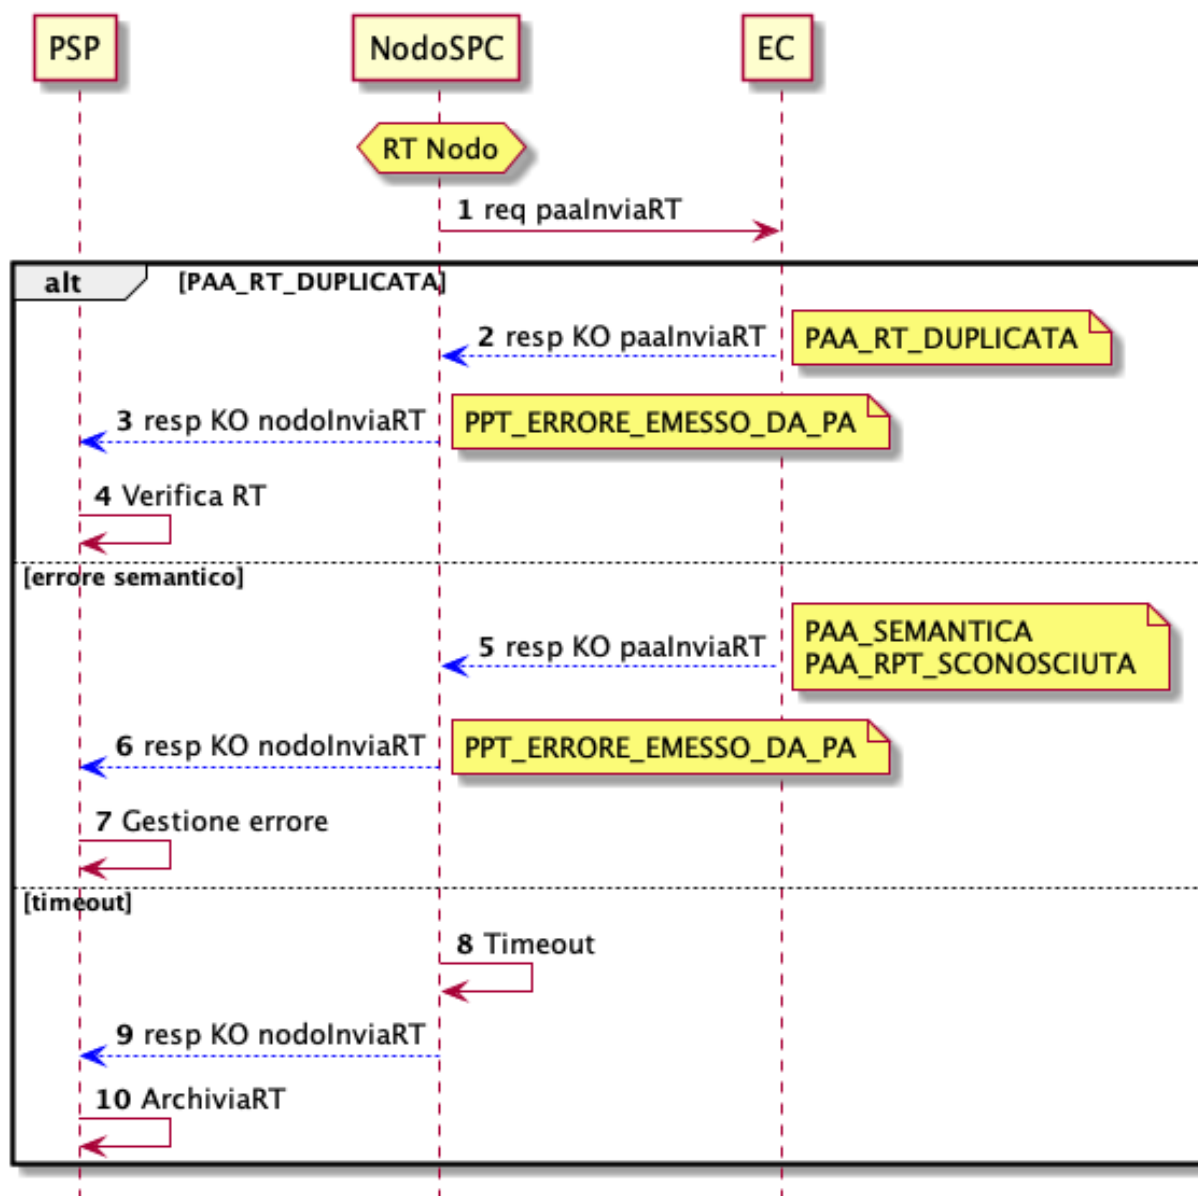 PSP
NodoSPC
EC
RT Nodo
1 req paaInviaRT
alt
[PAA_RT_DUPLICATA]
2 resp KO paaInviaRT
PAA_RT_DUPLICATA
3 resp KO nodoInviaRT
PPT_ERRORE_EMESSO_DA_PA
4 Verifica RT
[errore semantico]
5 resp KO paaInviaRT
PAA_SEMANTICA
PAA_RPT_SCONOSCIUTA
6 resp KO nodoInviaRT
PPT_ERRORE_EMESSO_DA_PA
7 Gestione errore
[timeout]
8 Timeout
9 resp KO nodoInviaRT
10 ArchiviaRT